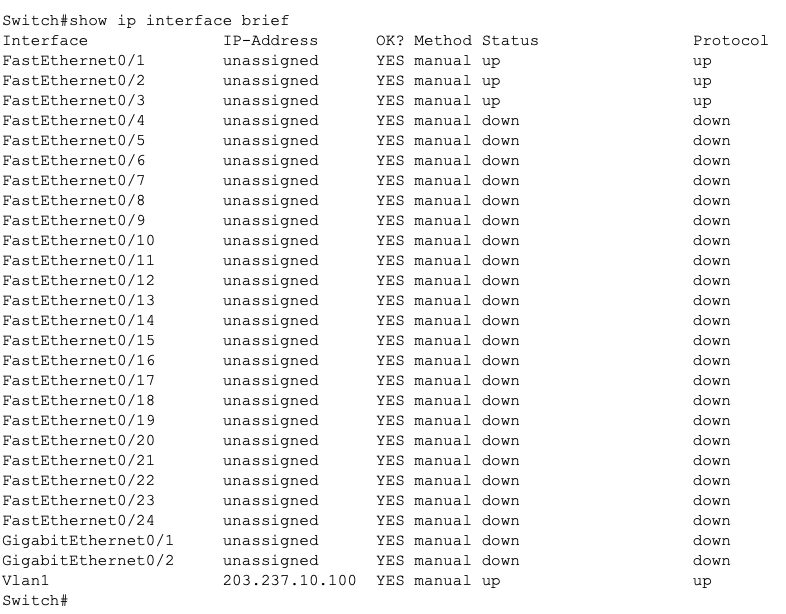 Switch#show ip interface brief
Interface              IP-Address      OK? Method Status                Protocol
FastEthernet0/1        unassigned      YES manual up                    up
FastEthernet0/2        unassigned      YES manual up                    up
FastEthernet0/3        unassigned      YES manual up                    up
FastEthernet0/4        unassigned      YES manual down                  down
FastEthernet0/5        unassigned      YES manual down                  down
FastEthernet0/6        unassigned      YES manual down                  down
FastEthernet0/7        unassigned      YES manual down                  down
FastEthernet0/8        unassigned      YES manual down                  down
FastEthernet0/9        unassigned      YES manual down                  down
FastEthernet0/10       unassigned      YES manual down                  down
FastEthernet0/11       unassigned      YES manual down                  down
FastEthernet0/12       unassigned      YES manual down                  down
FastEthernet0/13       unassigned      YES manual down                  down
FastEthernet0/14       unassigned      YES manual down                  down
FastEthernet0/15       unassigned      YES manual down                  down
FastEthernet0/16       unassigned      YES manual down                  down
FastEthernet0/17       unassigned      YES manual down                  down
FastEthernet0/18       unassigned      YES manual down                  down
FastEthernet0/19       unassigned      YES manual down                  down
FastEthernet0/20       unassigned      YES manual down                  down
FastEthernet0/21       unassigned      YES manual down                  down
FastEthernet0/22       unassigned      YES manual down                  down
FastEthernet0/23       unassigned      YES manual down                  down
FastEthernet0/24       unassigned      YES manual down                  down
GigabitEthernet0/1     unassigned      YES manual down                  down
GigabitEthernet0/2     unassigned      YES manual down                  down
Vlan1                  203.237.10.100  YES manual up                    up
Switch#